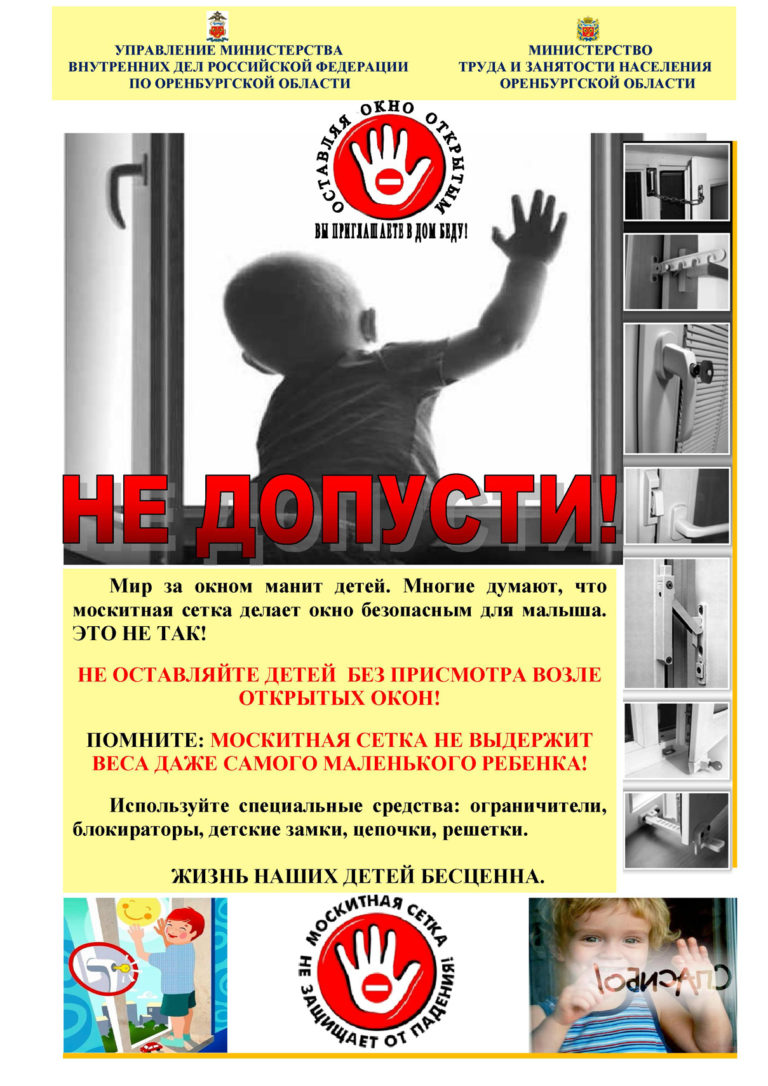 УПРАВЛЕНИЕ МИНИСТЕРСТВА
ВНУТРЕННИХ ДЕЛ РОССИЙСКОЙ ФЕДЕРАЦИИ
ПО ОРЕНБУРГСКОЙ ОБЛАСТИ
МИНИСТЕРСТВО
ТРУДА И ЗАНЯТОСТИ НАСЕЛЕНИЯ
ОРЕНБУРГСКОЙ ОБЛАСТИ
ОСТАВЛЯЯ ОКНО ОТКРЫТЫМ
ВЫ ПРИГЛАШАЕТЕ В ДОМ БЕДУ!
НЕ ДОПУСТИ!
Мир за окном манит детей. Многие думают, что
москитная сетка делает окно безопасным для малыша.
ЭТО НЕ ТАК!
НЕ ОСТАВЛЯЙТЕ ДЕТЕЙ БЕЗ ПРИСМОТРА ВОЗЛЕ
ОТКРЫТЫХ ОКОН!
ПОМНИТЕ: МОСКИТНАЯ СЕТКА НЕ ВЫДЕРЖИТ
ВЕСА ДАЖЕ САМОГО МАЛЕНЬКОГО РЕБЕНКА!
Используйте специальные средства: ограничители,
блокираторы, детские замки, цепочки, решетки.
ЖИЗНЬ НАШИХ ДЕТЕЙ БЕСЦЕННА.
МОСКИТНАЯ СЕТКА
НЕ ЗАЩИЩАЕТ ОТ ПАДЕНИЯ!
СПАСИБО!